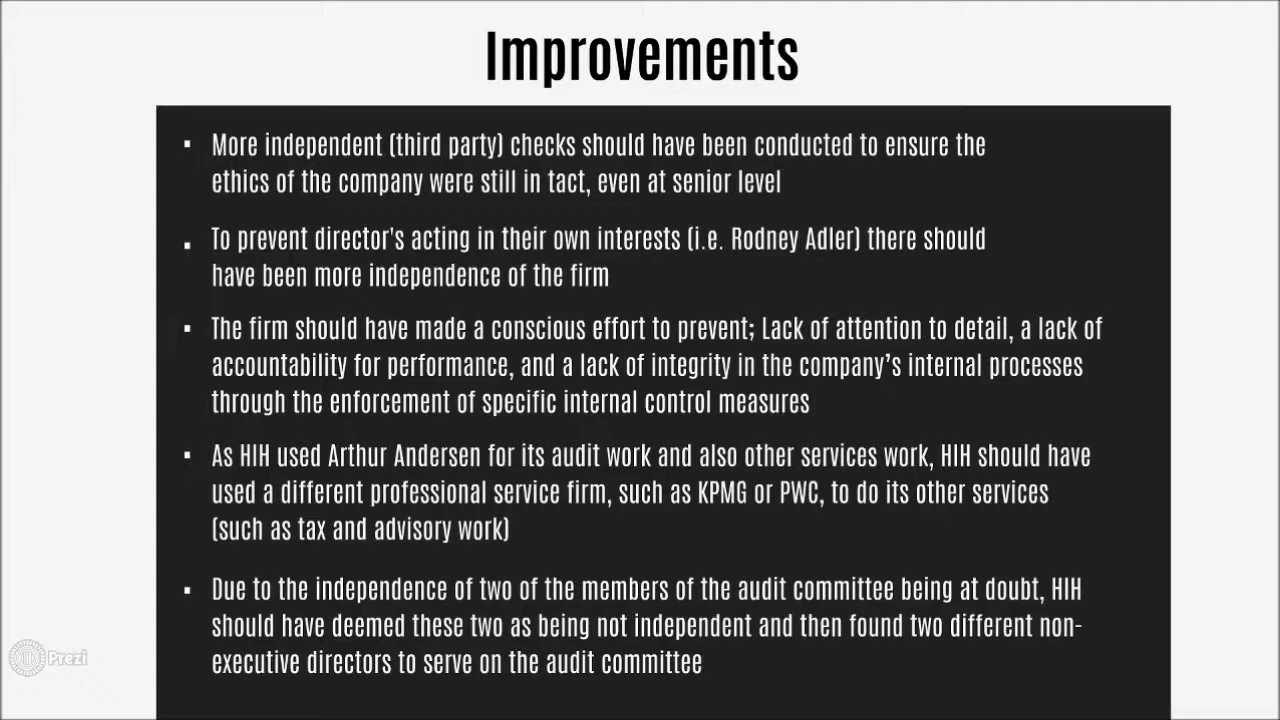 Improvements
▪ More independent (third party) checks should have been conducted to ensure the
ethics of the company were still in tact, even at senior level
▪ To prevent director's acting in their own interests (i.e. Rodney Adler) there should
have been more independence of the firm
▪ The firm should have made a conscious effort to prevent; Lack of attention to detail, a lack of
accountability for performance, and a lack of integrity in the company’s internal processes
through the enforcement of specific internal control measures
▪ As HIH used Arthur Andersen for its audit work and also other services work, HIH should have
used a different professional service firm, such as KPMG or PWC, to do its other services
(such as tax and advisory work)
▪ Due to the independence of two of the members of the audit committee being at doubt, HIH
should have deemed these two as being not independent and then found two different non-
executive directors to serve on the audit committee
Prezi